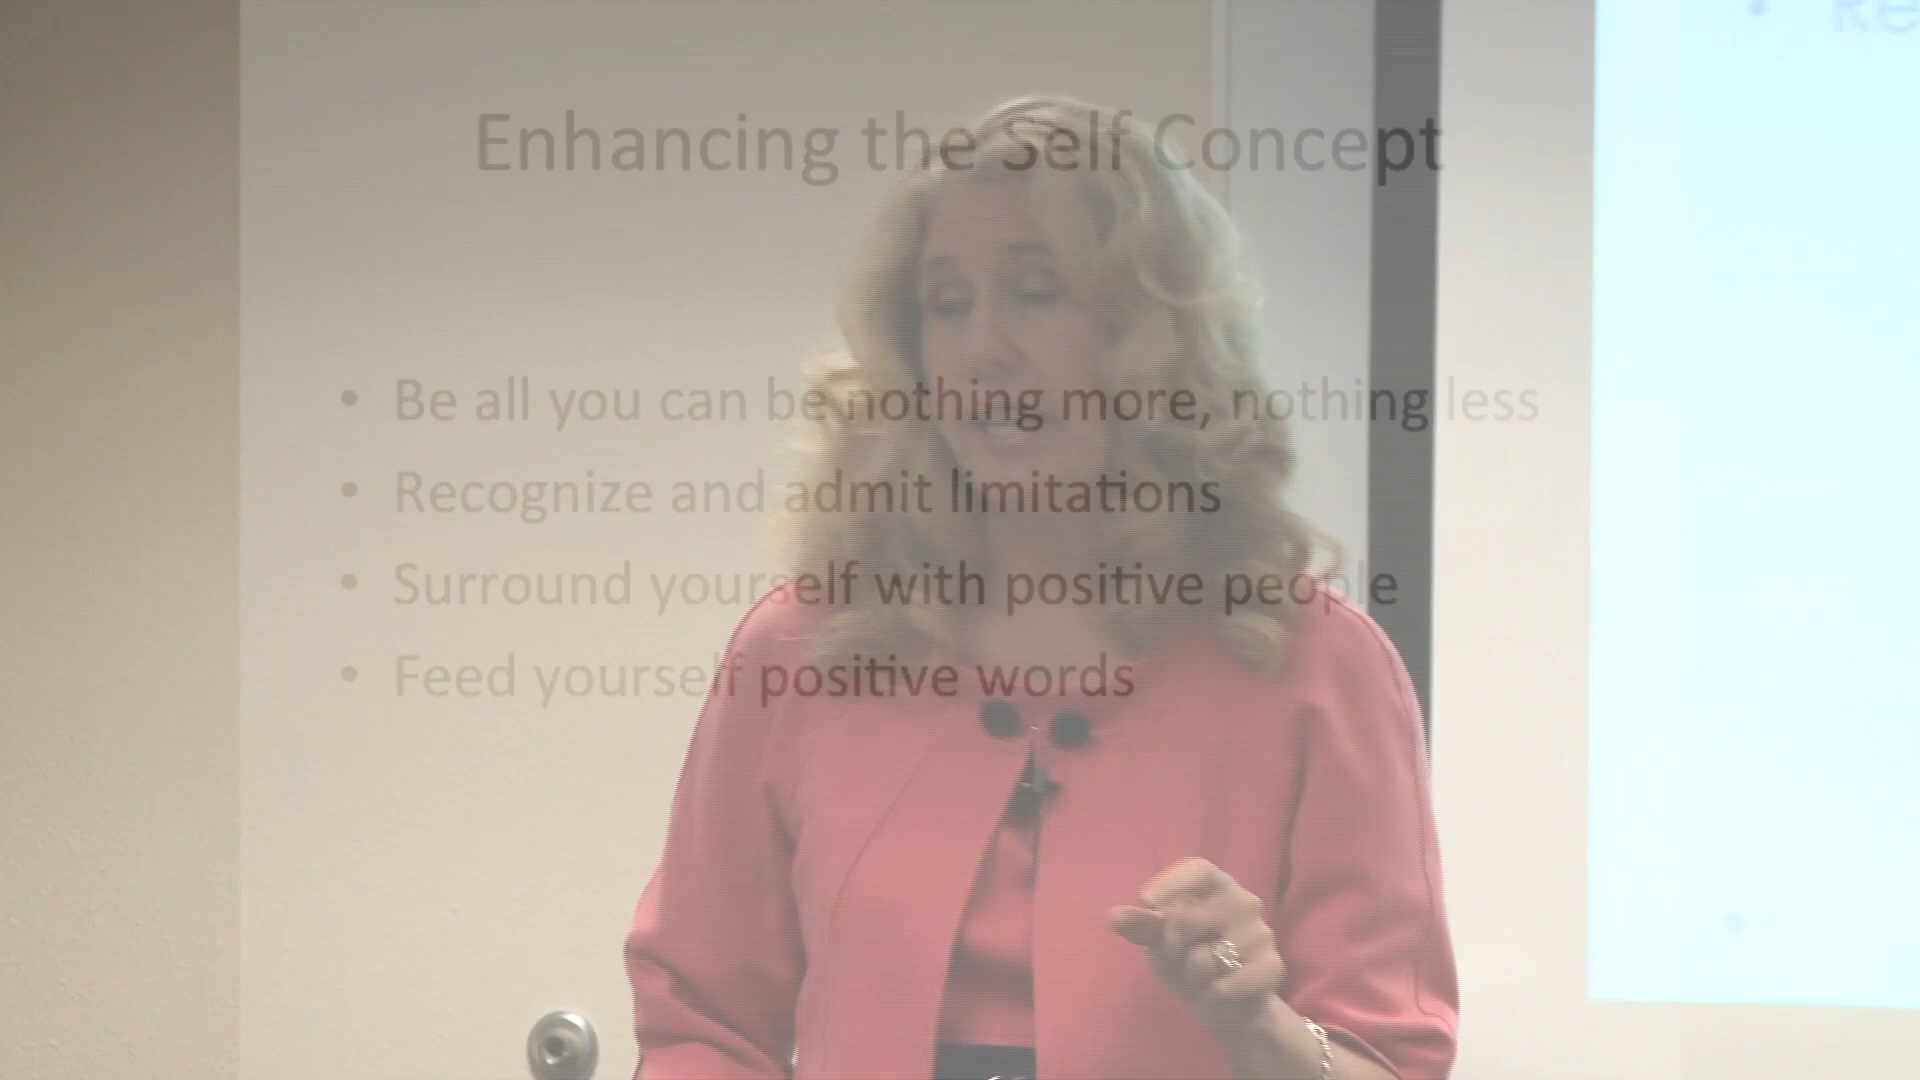 Enhancing the Self Concept
• Be all you can be nothing more, nothing less
• Recognize and admit limitations
• Surround yourself with positive people
• Feed yourself positive words
• Re